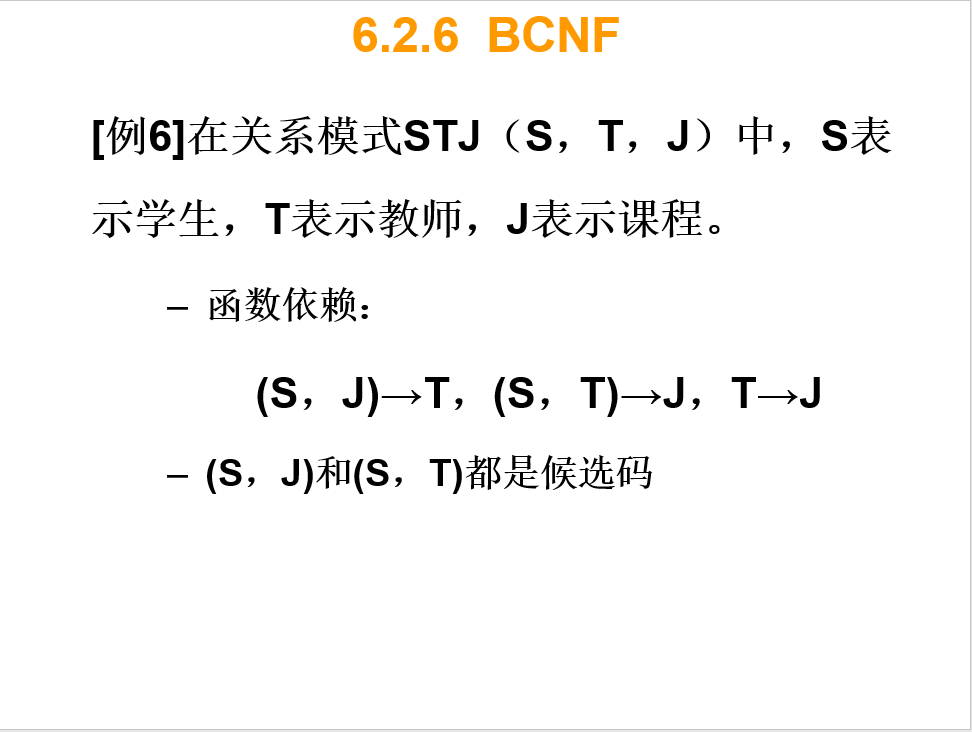 6.2.6 BCNF
[例6]在关系模式STJ（S，T，J）中，S表
示学生，T表示教师，J表示课程。
– 函数依赖：
(S，J)→T，(S，T)→J，T→J
– (S，J)和(S，T)都是候选码